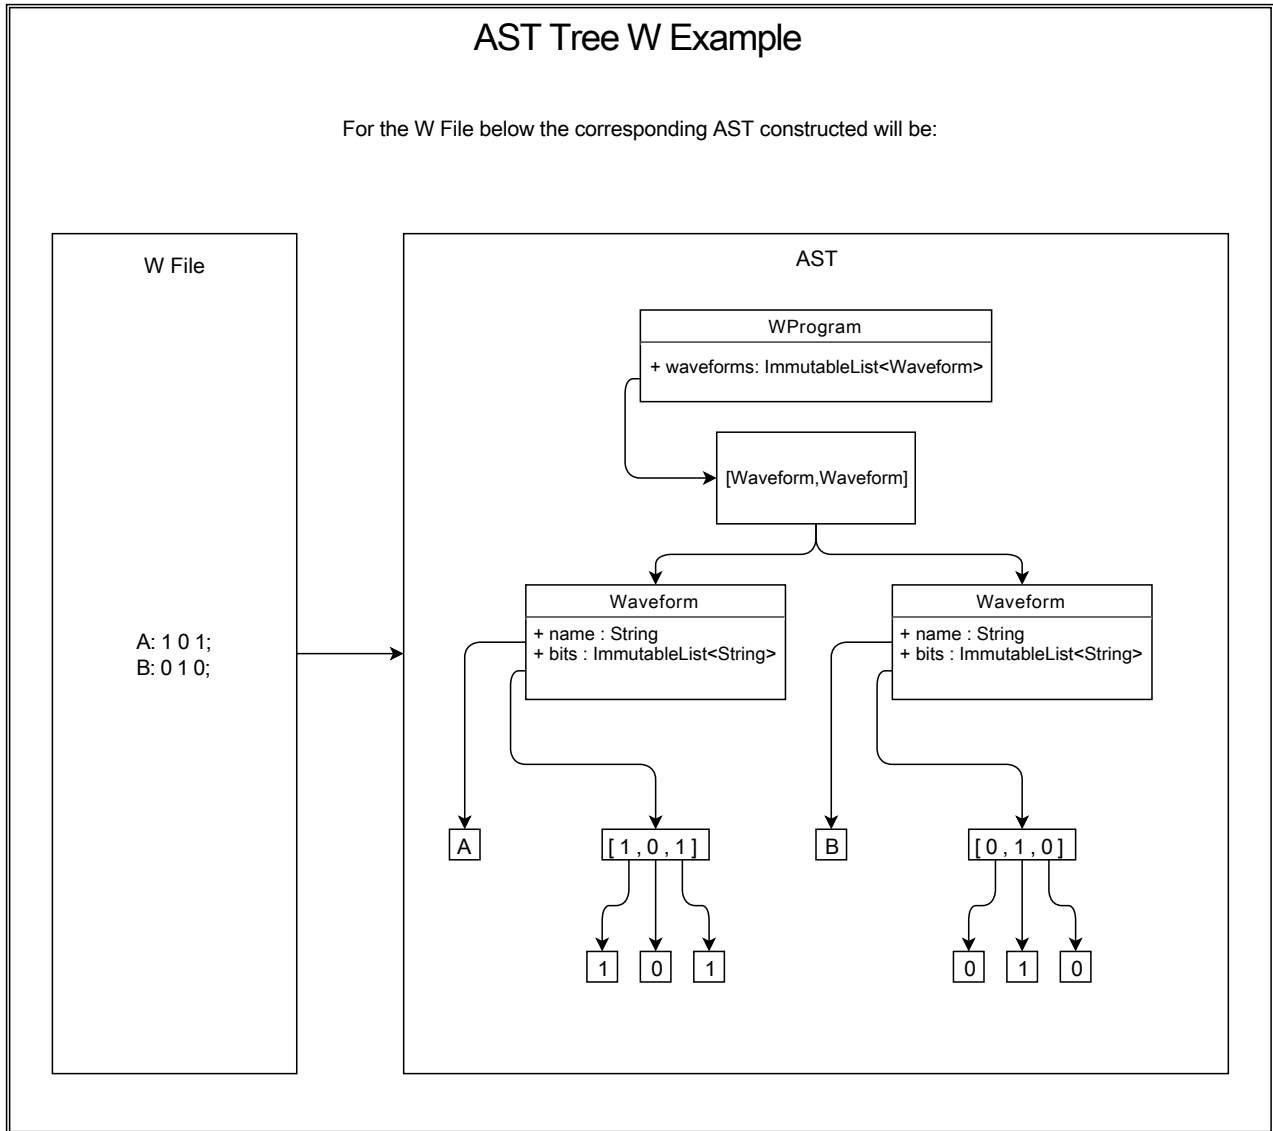 AST Tree W Example
For the W File below the corresponding AST constructed will be:
W File
A: 1 0 1;
B: 0 1 0;
AST
WProgram
+ waveforms: ImmutableList<Waveform>
[Waveform,Waveform]
Waveform
+ name : String
+ bits : ImmutableList<String>
Waveform
+ name : String
+ bits : ImmutableList<String>
A
[ 1 , 0 , 1 ]
B
[ 0 , 1 , 0 ]
1
0
1
0
1
0